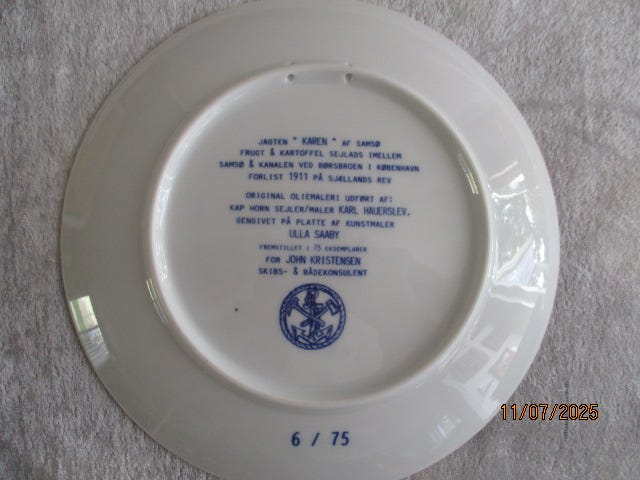 JAGTEN " KAREN " AF SAMSØ
FRUGT & KARTOFFEL SEJLADS IMELLEM
SAMSØ & KANALEN VED BØRSBROEN I KØBENHAVN
FORLIST 1911 PÅ SJÆLLANDS REV
ORIGINAL OLIEMALERI UDFØRT AF:
KAP HORN SEJLER/MALER KARL HAUERSLEV,
GENGIVET PÅ PLATTE AF KUNSTMALER
ULLA SAABY
FREMSTILLET I 75 EKSEMPLARER
FOR JOHN KRISTENSEN
SKIBS- & BÅDEKONSULENT
6 / 75
11/07/2025